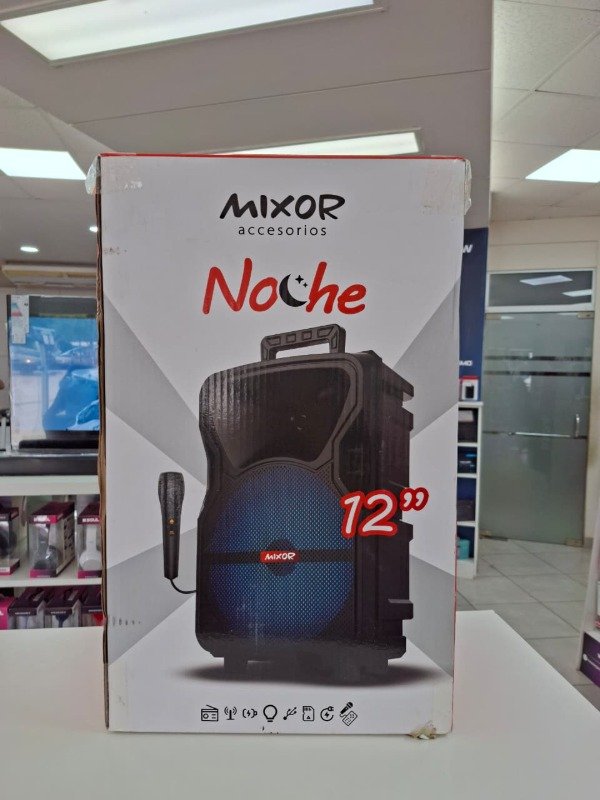 MIXOR
accesorios
Noche
12”
MIXOR